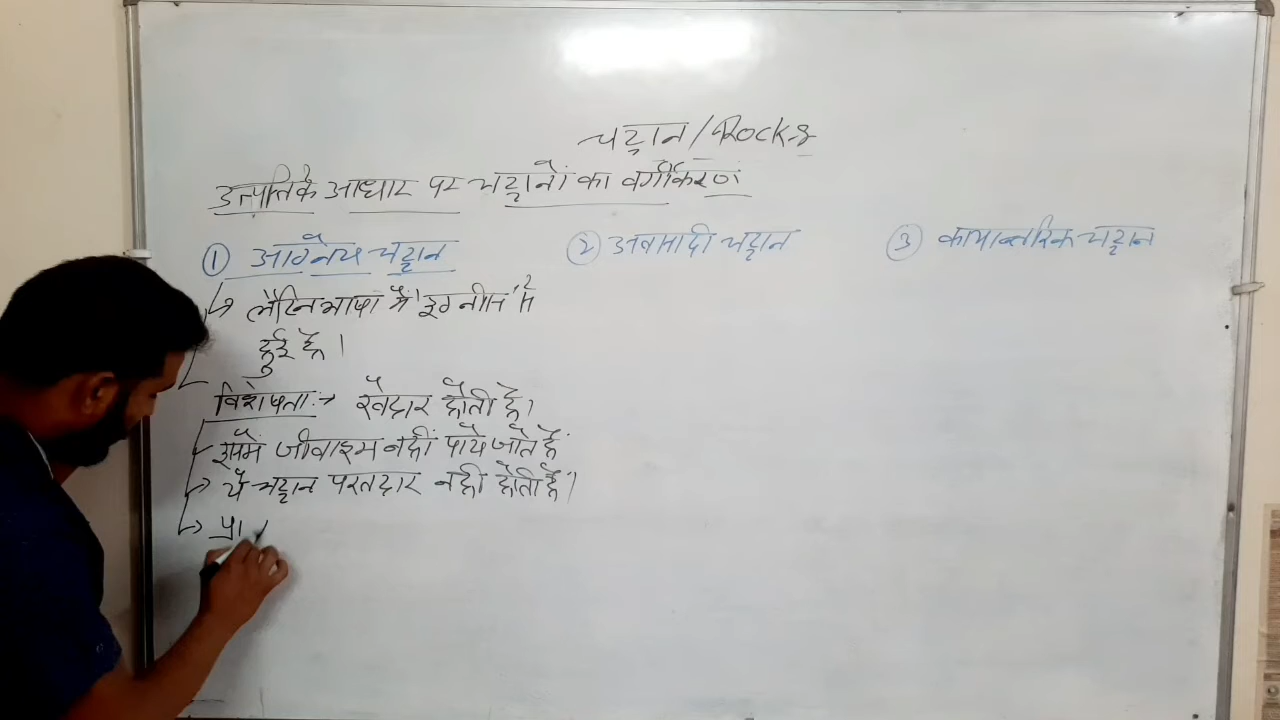 चट्टान/Rocks
उत्पत्ति के आधार पर चट्टानों का वर्गीकरण:
① आग्नेय चट्टान
② अवसादी चट्टान
③ कायान्तरिक चट्टान
↳ लैटिन भाषा में 'इग्नीस' से
हुई है।
विशेषता:→ रवेदार होती है।
इसमें जीवाश्म नहीं पाये जाते हैं
→ ये चट्टान परतदार नही होती है।
→ प्रा